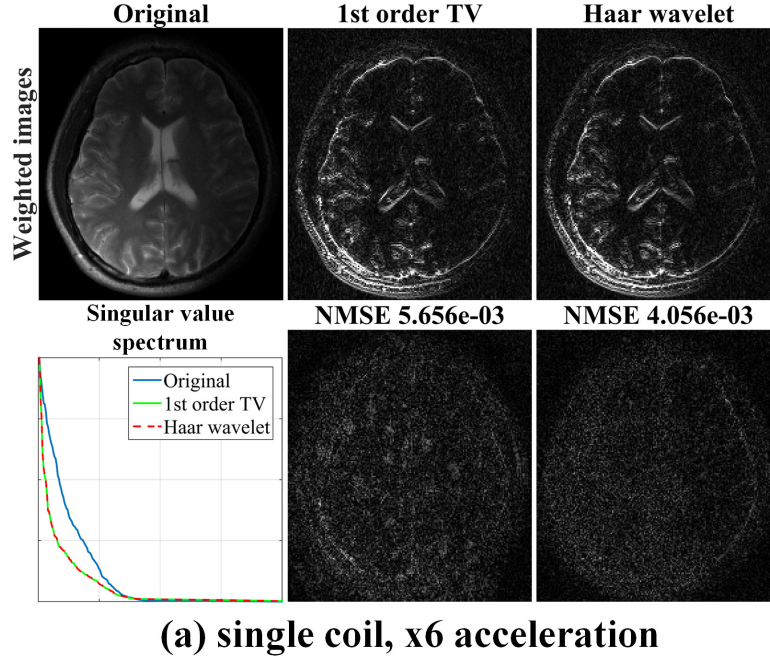 Original
1st order TV
Haar wavelet
Weighted images
Singular value
spectrum
NMSE 5.656e-03
NMSE 4.056e-03
Original
1st order TV
Haar wavelet
(a) single coil, x6 acceleration